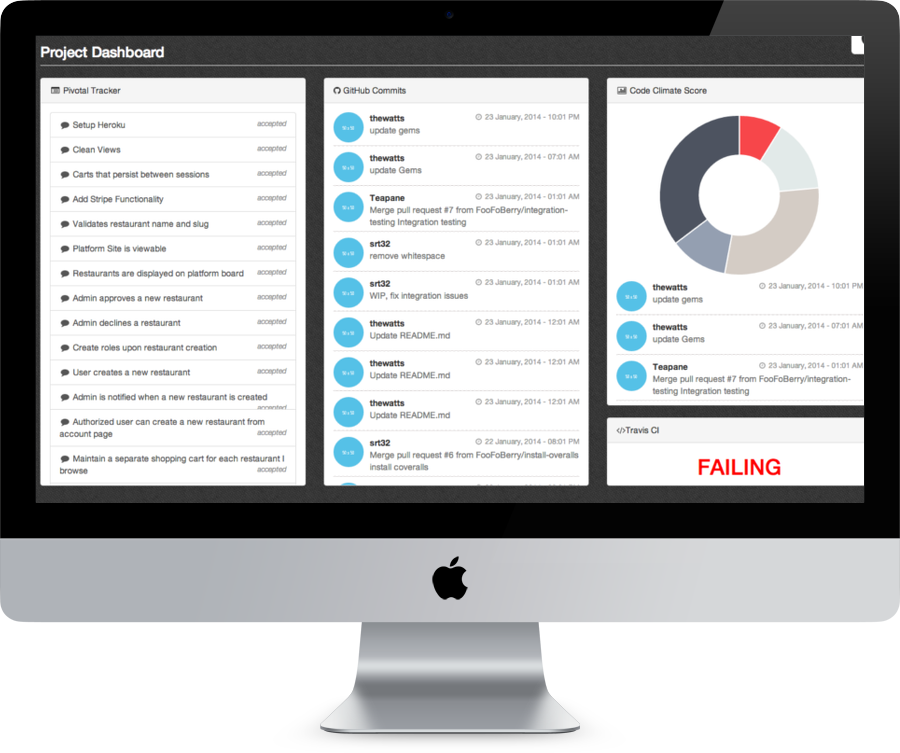 Project Dashboard
Pivotal Tracker
Setup Heroku
accepted
Clean Views
accepted
Carts that persist between sessions
accepted
Add Stripe Functionality
accepted
Validates restaurant name and slug
accepted
Platform Site is viewable
accepted
Restaurants are displayed on platform board
accepted
Admin approves a new restaurant
accepted
Admin declines a restaurant
accepted
Create roles upon restaurant creation
accepted
User creates a new restaurant
accepted
Admin is notified when a new restaurant is created
accepted
Authorized user can create a new restaurant from
account page
accepted
Maintain a separate shopping cart for each restaurant I
browse
accepted
GitHub Commits
thewatts
23 January, 2014 - 10:01 PM
update gems
thewatts
23 January, 2014 - 07:01 AM
update Gems
Teapane
23 January, 2014 - 01:01 AM
Merge pull request #7 from FooFoBerry/integration-
testing Integration testing
srt32
23 January, 2014 - 01:01 AM
remove whitespace
srt32
23 January, 2014 - 01:01 AM
WIP, fix integration issues
thewatts
23 January, 2014 - 12:01 AM
Update README.md
thewatts
23 January, 2014 - 12:01 AM
Update README.md
thewatts
23 January, 2014 - 12:01 AM
Update README.md
srt32
22 January, 2014 - 08:01 PM
Merge pull request #6 from FooFoBerry/install-overalls
install coveralls
Code Climate Score
thewatts
23 January, 2014 - 10:01 PM
update gems
thewatts
23 January, 2014 - 07:01 AM
update Gems
Teapane
23 January, 2014 - 01:01 AM
Merge pull request #7 from FooFoBerry/integration-
testing Integration testing
</>Travis CI
FAILING